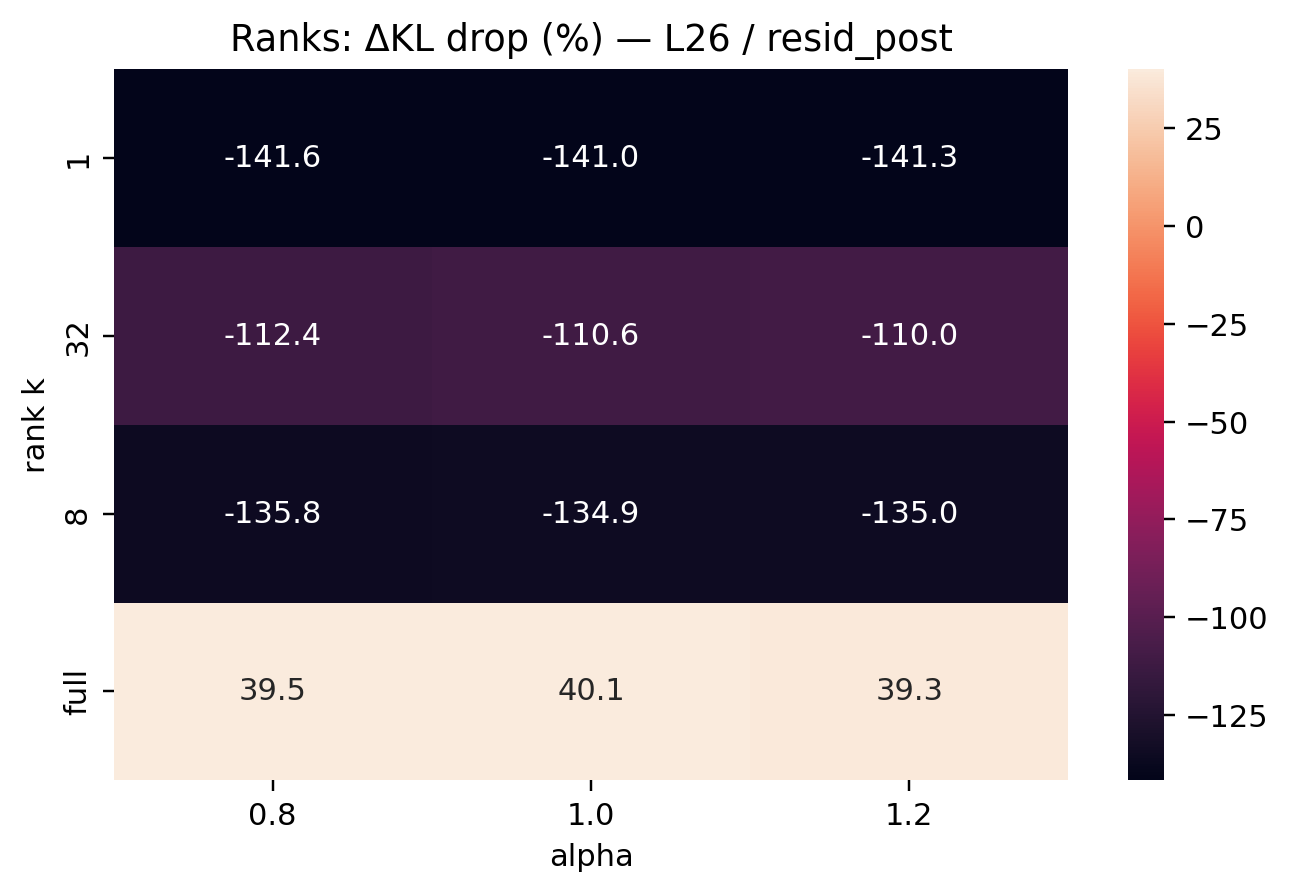 Ranks: ΔKL drop (%) — L26 / resid_post
rank k
1
-141.6 -141.0 -141.3
32
-112.4 -110.6 -110.0
8
-135.8 -134.9 -135.0
full
39.5 40.1 39.3
0.8 1.0 1.2
alpha
25
0
−25
−50
−75
−100
−125